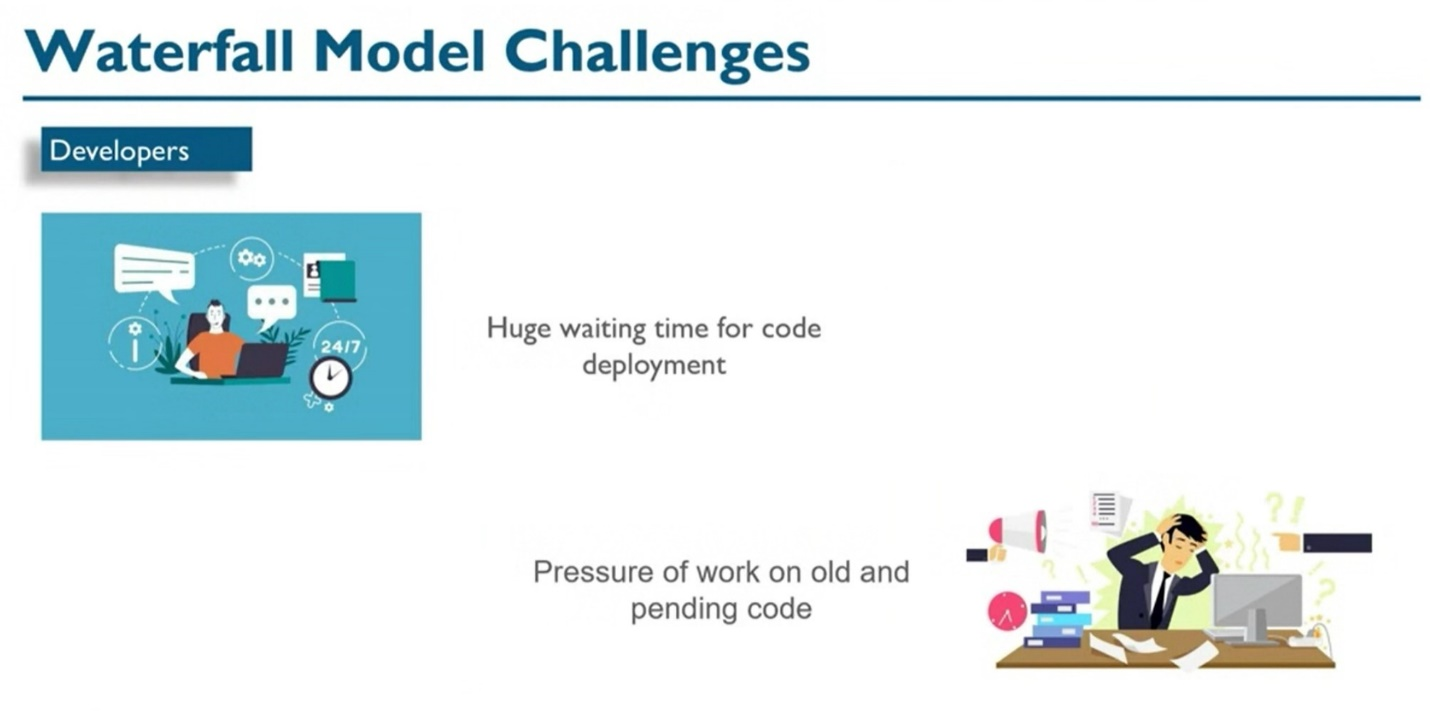 Waterfall Model Challenges
Developers
24/7
Huge waiting time for code
deployment
Pressure of work on old and
pending code